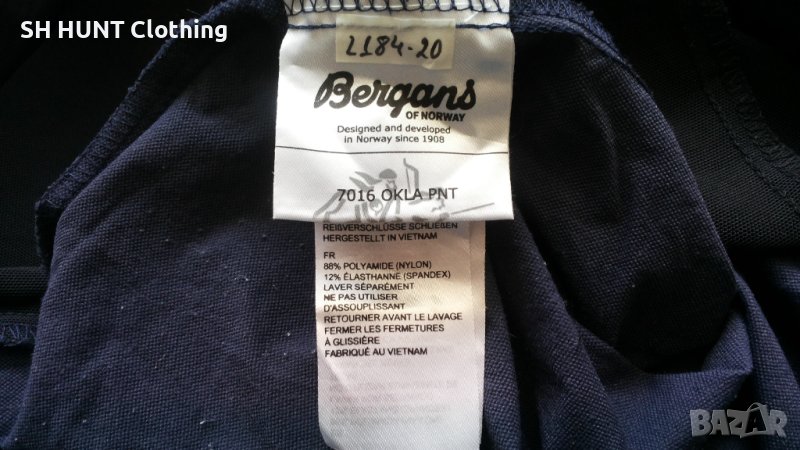 SH HUNT Clothing
L184-20
Bergans
OF NORWAY
Designed and developed
in Norway since 1908
7016 OKLA PNT
REIßVERSCHLÜSSE SCHLIEßEN
HERGESTELLT IN VIETNAM
FR
88% POLYAMIDE (NYLON)
12% ÉLASTHANNE (SPANDEX)
LAVER SÉPARÉMENT
NE PAS UTILISER
D'ASSOUPLISSANT
RETOURNER AVANT LE LAVAGE
FERMER LES FERMETURES
À GLISSIÈRE
FABRIQUÉ AU VIETNAM
BAZAR